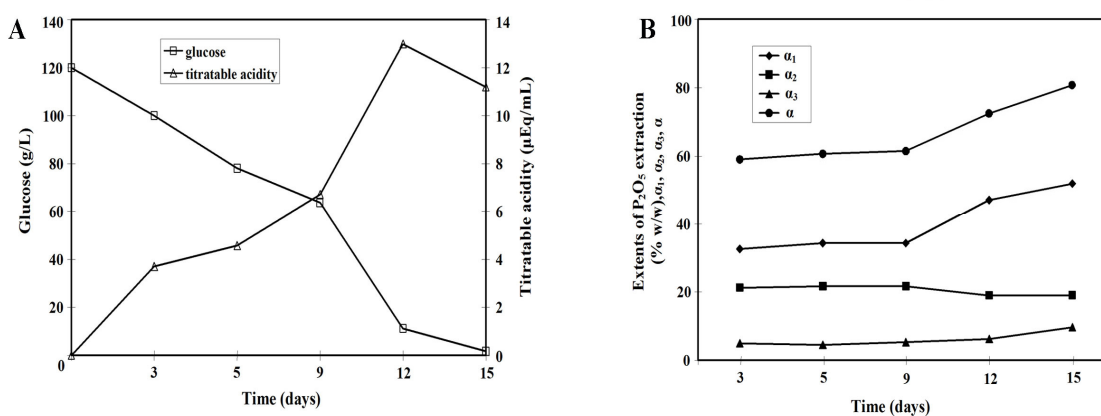 A
140
120
100
80
60
40
20
0
Glucose (g/L)
glucose
titratable acidity
14
12
10
8
6
4
2
0
Titratable acidity (µEq/mL)
3 5 9 12 15
Time (days)
B
100
80
60
40
20
0
Extents of P₂O₅ extraction
(% w/w),α₁, α₂, α₃, α
α₁
α₂
α₃
α
3 5 9 12 15
Time (days)